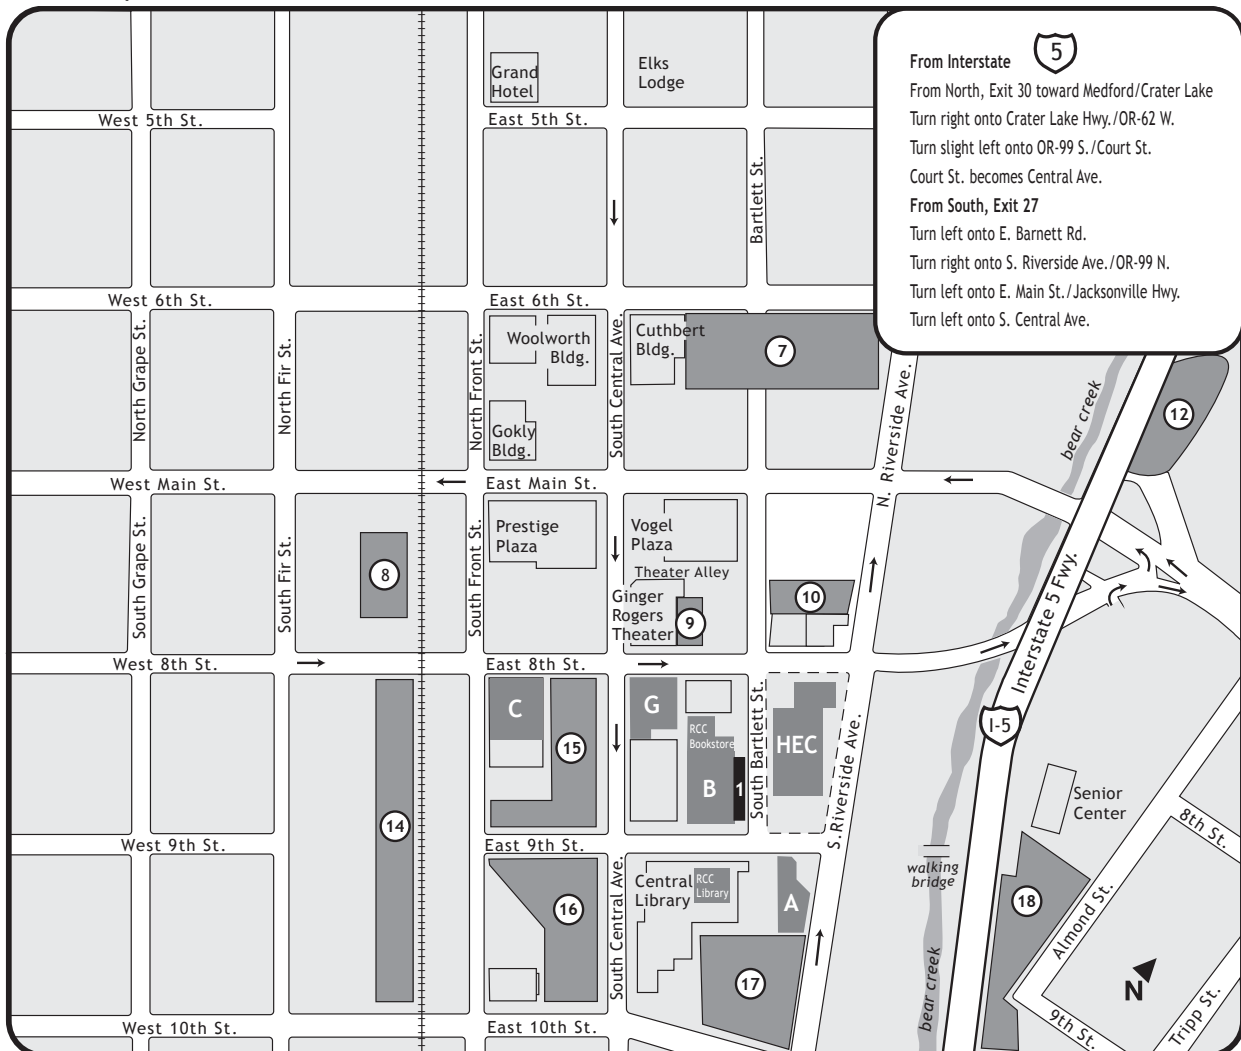 From Interstate 5
From North, Exit 30 toward Medford/Crater Lake
Turn right onto Crater Lake Hwy./OR-62 W.
Turn slight left onto OR-99 S./Court St.
Court St. becomes Central Ave.
From South, Exit 27
Turn left onto E. Barnett Rd.
Turn right onto S. Riverside Ave./OR-99 N.
Turn left onto E. Main St./Jacksonville Hwy.
Turn left onto S. Central Ave.
Grand
Hotel
Elks
Lodge
West 5th St.
East 5th St.
Bartlett St.
West 6th St.
East 6th St.
North Grape St.
North Fir St.
North Front St.
Woolworth
Bldg.
South Central Ave.
Cuthbert
Bldg.
7
N. Riverside Ave.
bear creek
12
Gokly
Bldg.
West Main St.
East Main St.
South Grape St.
South Fir St.
8
South Front St.
Prestige
Plaza
Vogel
Plaza
Theater Alley
Ginger
Rogers
Theater
9
10
Interstate 5 Fwy.
West 8th St.
East 8th St.
C
15
G
RCC
Bookstore
B
1
South Bartlett St.
HEC
S. Riverside Ave.
I-5
Senior
Center
8th St.
14
West 9th St.
East 9th St.
walking
bridge
16
South Central Ave.
Central
Library
RCC
Library
A
17
18
Almond St.
bear creek
N
9th St.
Tripp St.
West 10th St.
East 10th St.